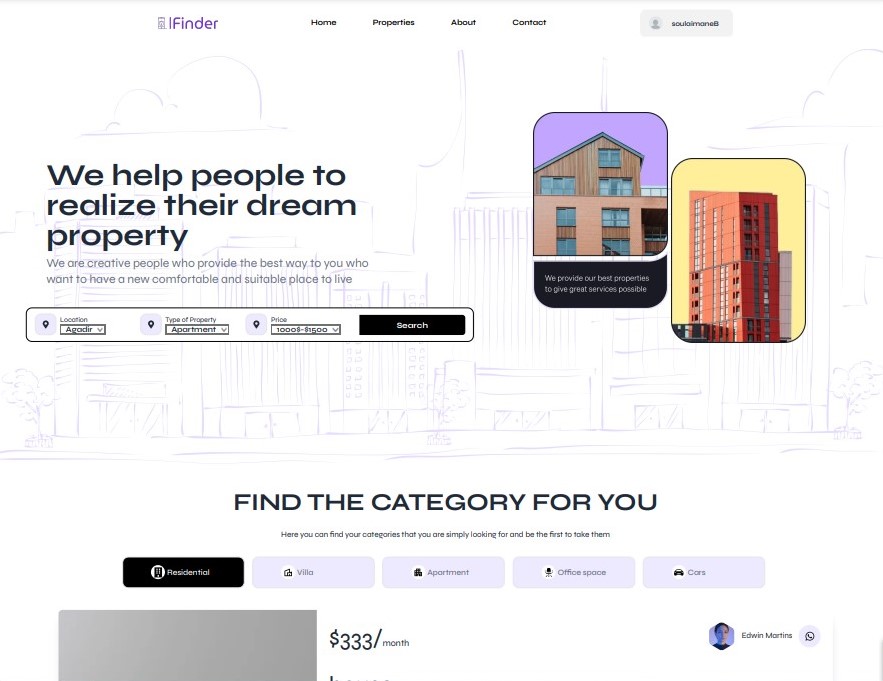 |Finder
Home Properties About Contact
soulaimaneB
We help people to
realize their dream
property
We are creative people who provide the best way to you who
want to have a new comfortable and suitable place to live
We provide our best properties
to give great services possible
Location
Agadir
Type of Property
Apartment
Price
1000$-$1500
Search
FIND THE CATEGORY FOR YOU
Here you can find your categories that you are simply looking for and be the first to take them
Residential Villa Apartment Office space Cars
$333/month
Edwin Martins